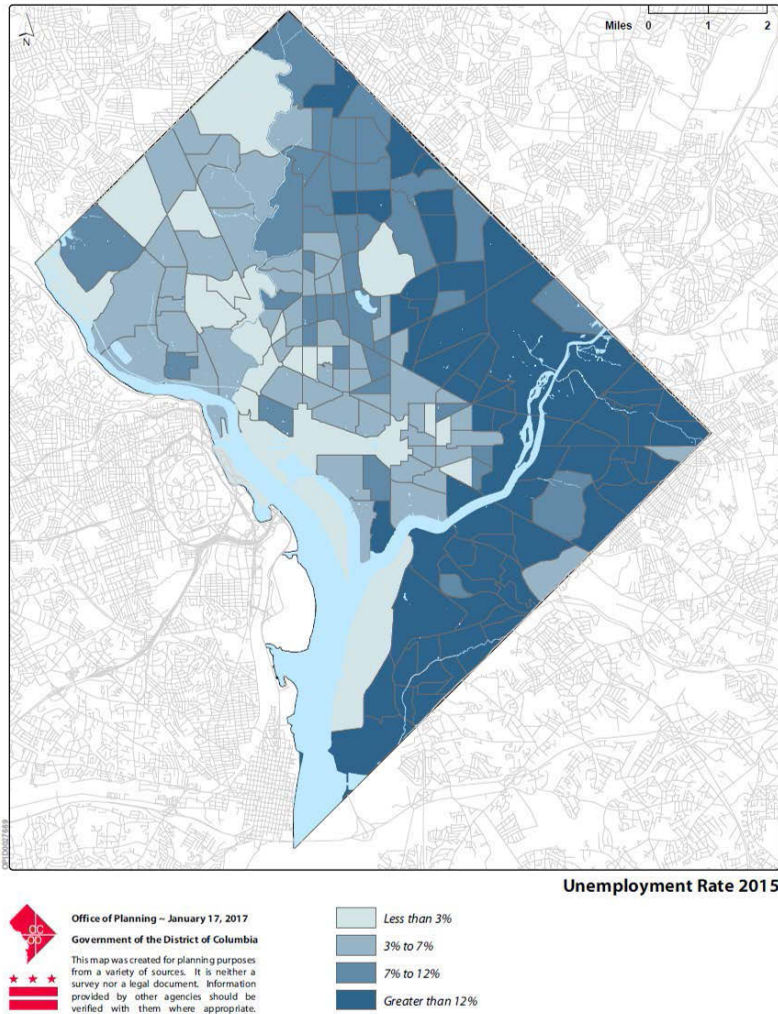 N
Miles 0 1 2
Unemployment Rate 2015
Office of Planning ~ January 17, 2017
Government of the District of Columbia
This map was created for planning purposes
from a variety of sources. It is neither a
survey nor a legal document. Information
provided by other agencies should be
verified with them where appropriate.
Less than 3%
3% to 7%
7% to 12%
Greater than 12%